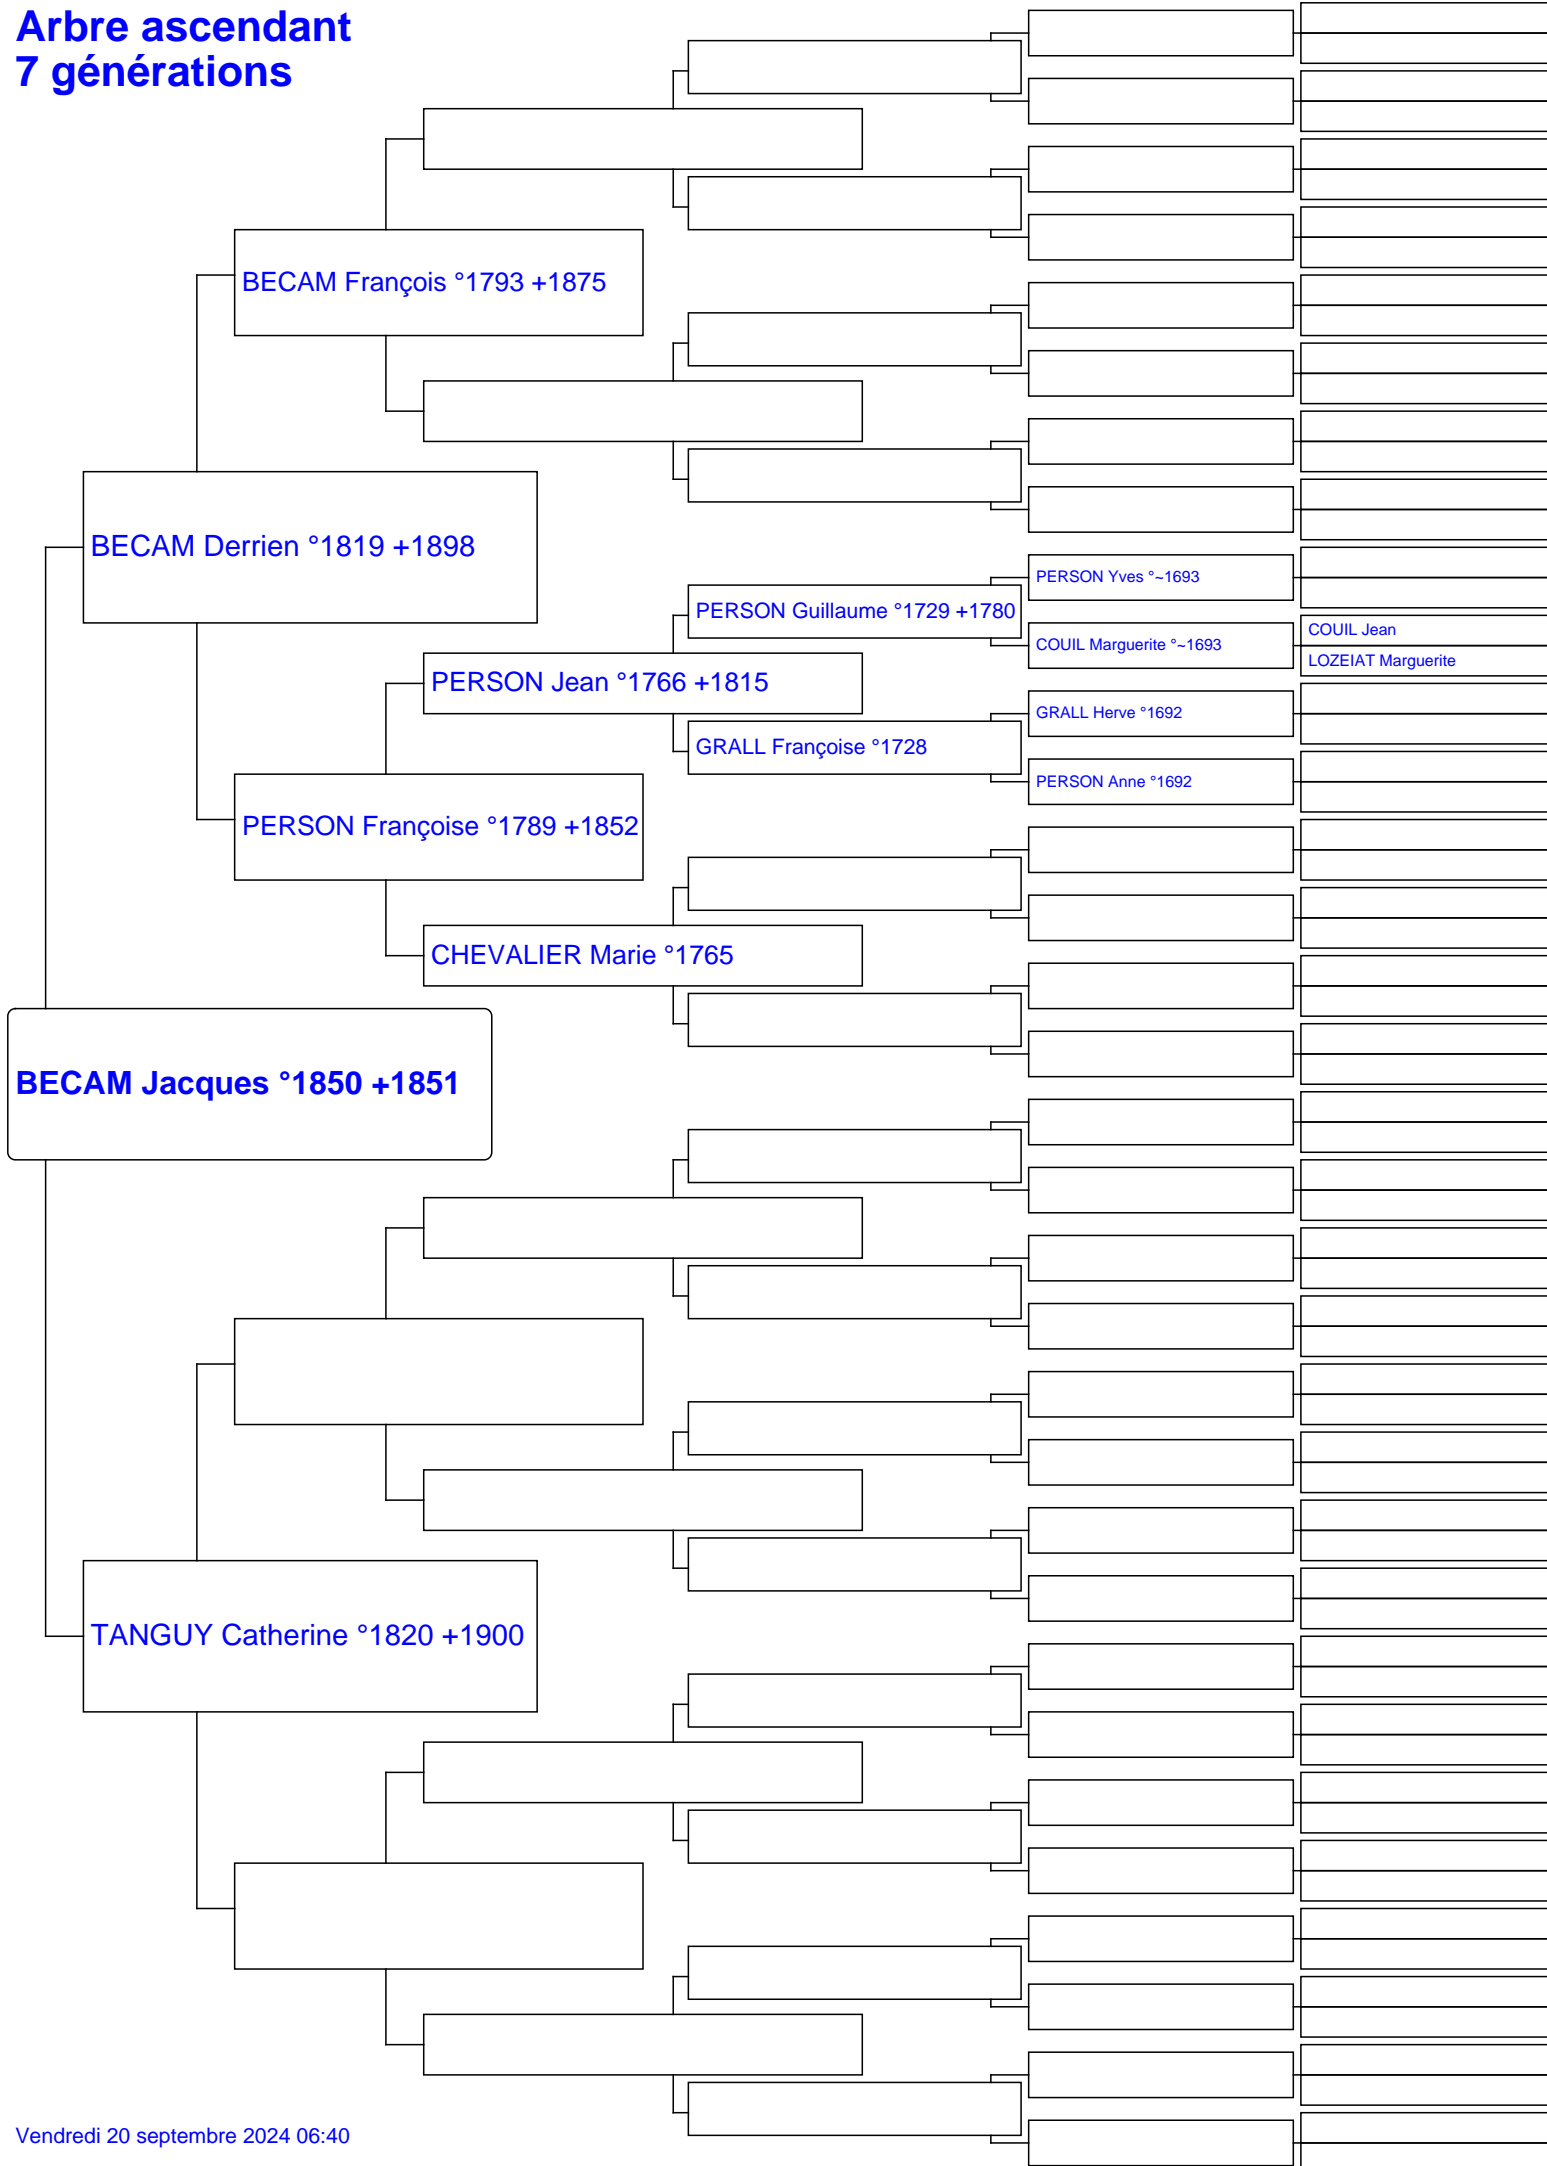 Arbre ascendant
7 générations
BECAM François °1793 +1875
BECAM Derrien °1819 +1898
PERSON Yves °~1693
PERSON Guillaume °1729 +1780
COUIL Jean
COUIL Marguerite °~1693
LOZEIAT Marguerite
PERSON Jean °1766 +1815
GRALL Herve °1692
GRALL Françoise °1728
PERSON Anne °1692
PERSON Françoise °1789 +1852
CHEVALIER Marie °1765
BECAM Jacques °1850 +1851
TANGUY Catherine °1820 +1900
Vendredi 20 septembre 2024 06:40